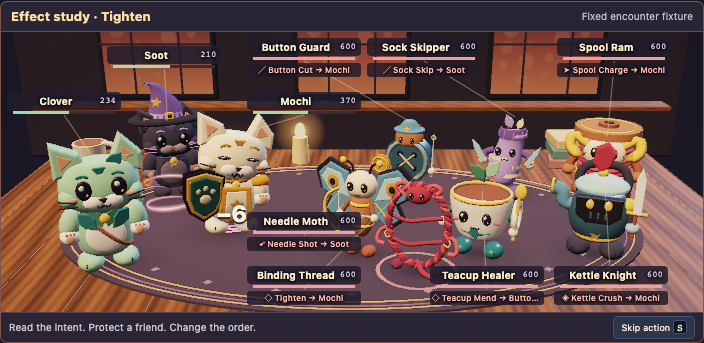 Effect study · Tighten
Fixed encounter fixture
Soot 210
Button Guard 600
Sock Skipper 600
Spool Ram 600
Button Cut → Mochi
Sock Skip → Soot
Spool Charge → Mochi
Clover 234
Mochi 370
-6
Needle Moth 600
Needle Shot → Soot
Binding Thread 600
Teacup Healer 600
Kettle Knight 600
Tighten → Mochi
Teacup Mend → Butto...
Kettle Crush → Mochi
Read the intent. Protect a friend. Change the order.
Skip action S